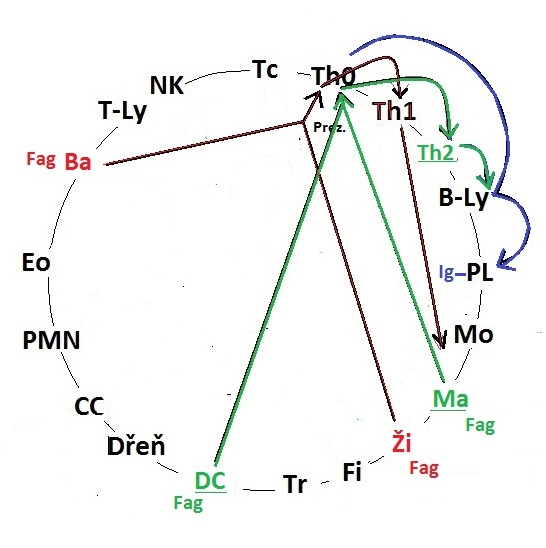 Tc
Th0
NK
T-Ly
Th1
Prez.
Fag Ba
Th2
B-Ly
Eo
Ig-PL
PMN
Mo
CC
Ma
Fag
Dřeň
Ži
Fag
DC
Fag
Tr
Fi